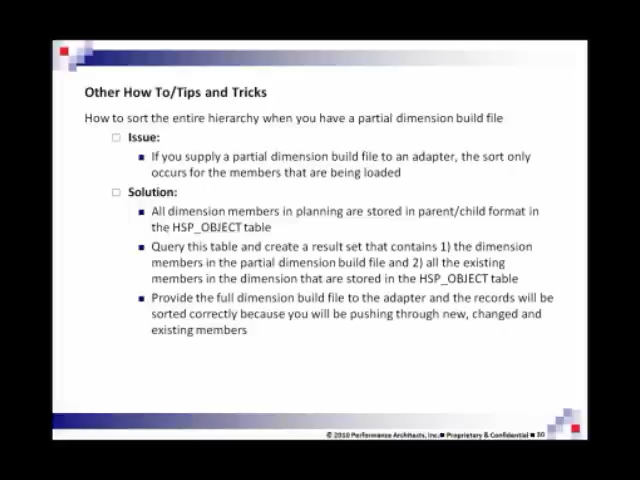 Other How To/Tips and Tricks
How to sort the entire hierarchy when you have a partial dimension build file
Issue:
If you supply a partial dimension build file to an adapter, the sort only
occurs for the members that are being loaded
Solution:
All dimension members in planning are stored in parent/child format in
the HSP_OBJECT table
Query this table and create a result set that contains 1) the dimension
members in the partial dimension build file and 2) all the existing
members in the dimension that are stored in the HSP_OBJECT table
Provide the full dimension build file to the adapter and the records will be
sorted correctly because you will be pushing through new, changed and
existing members
© 2010 Performance Architects, Inc. ■ Proprietary & Confidential ■ 30